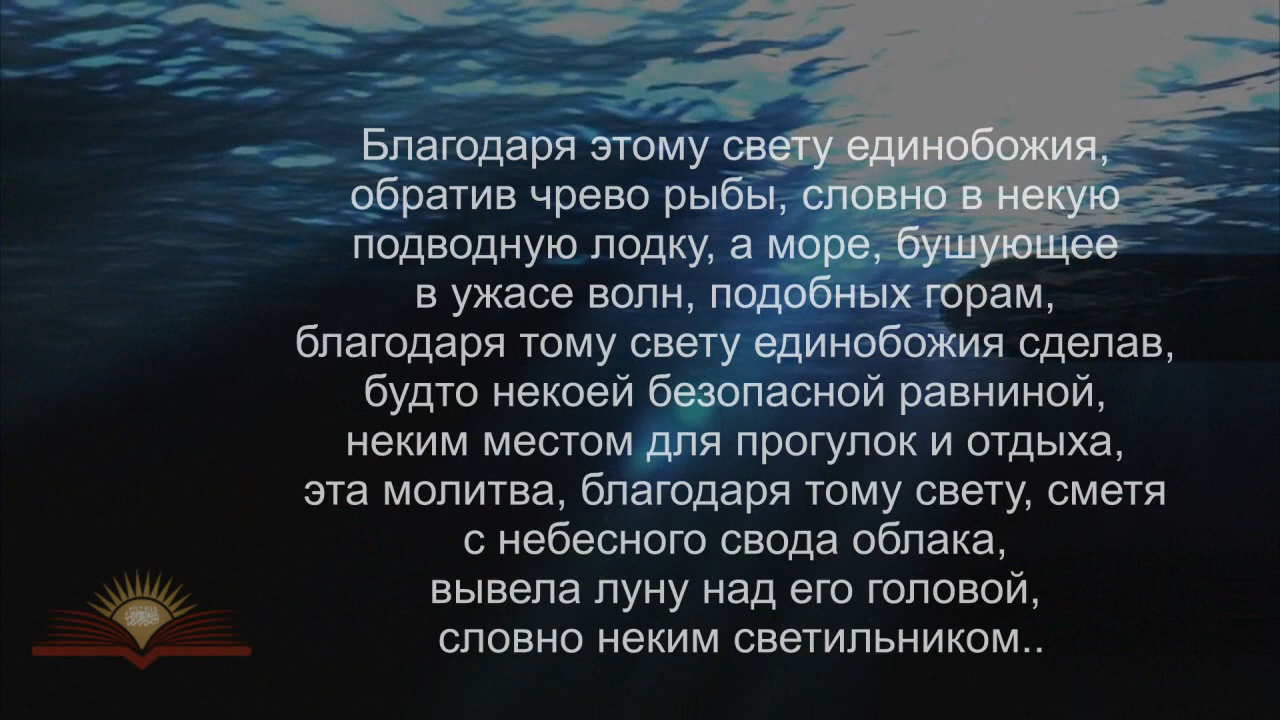 Благодаря этому свету единобожия,
обратив чрево рыбы, словно в некую
подводную лодку, а море, бушующее
в ужасе волн, подобных горам,
благодаря тому свету единобожия сделав,
будто некоей безопасной равниной,
неким местом для прогулок и отдыха,
эта молитва, благодаря тому свету, сметя
с небесного свода облака,
вывела луну над его головой,
словно неким светильником..